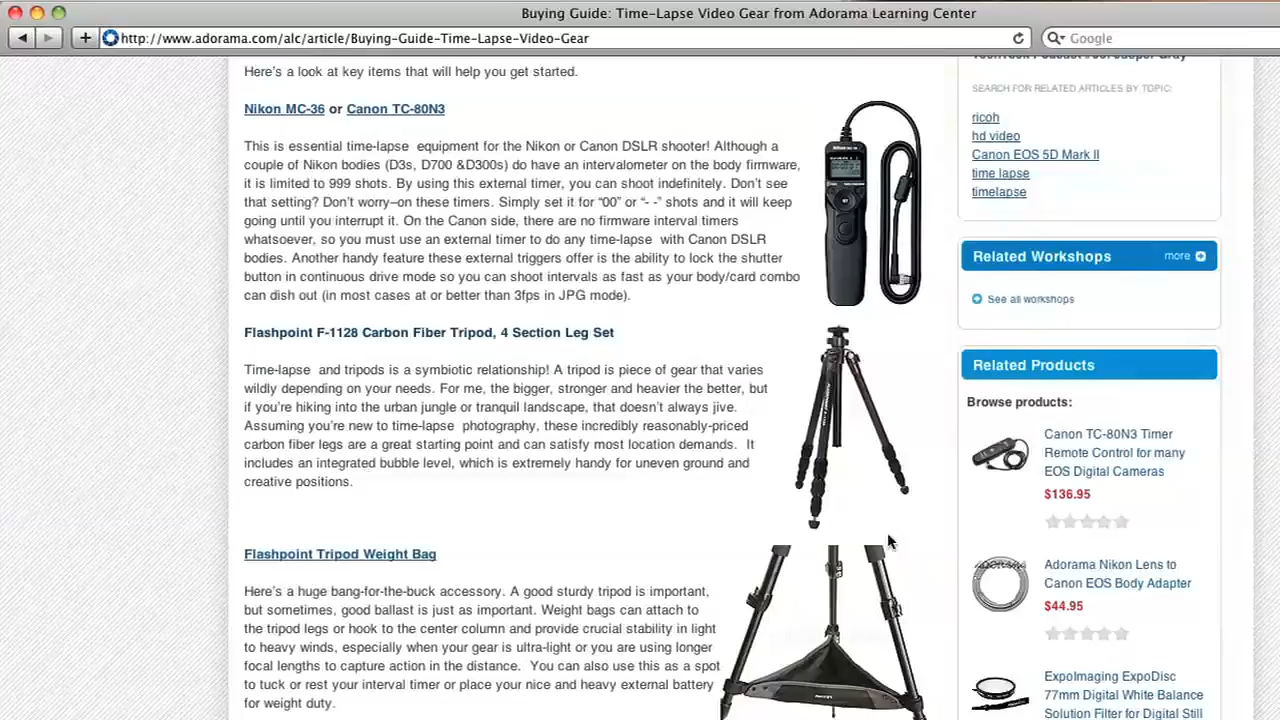 Buying Guide: Time-Lapse Video Gear from Adorama Learning Center
http://www.adorama.com/alc/article/Buying-Guide-Time-Lapse-Video-Gear
Google
Here's a look at key items that will help you get started.
Nikon MC-36 or Canon TC-80N3
This is essential time-lapse equipment for the Nikon or Canon DSLR shooter! Although a
couple of Nikon bodies (D3s, D700 &D300s) do have an intervalometer on the body firmware,
it is limited to 999 shots. By using this external timer, you can shoot indefinitely. Don't see
that setting? Don't worry–on these timers. Simply set it for “00” or “- -” shots and it will keep
going until you interrupt it. On the Canon side, there are no firmware interval timers
whatsoever, so you must use an external timer to do any time-lapse with Canon DSLR
bodies. Another handy feature these external triggers offer is the ability to lock the shutter
button in continuous drive mode so you can shoot intervals as fast as your body/card combo
can dish out (in most cases at or better than 3fps in JPG mode).
Flashpoint F-1128 Carbon Fiber Tripod, 4 Section Leg Set
Time-lapse and tripods is a symbiotic relationship! A tripod is piece of gear that varies
wildly depending on your needs. For me, the bigger, stronger and heavier the better, but
if you're hiking into the urban jungle or tranquil landscape, that doesn't always jive.
Assuming you're new to time-lapse photography, these incredibly reasonably-priced
carbon fiber legs are a great starting point and can satisfy most location demands. It
includes an integrated bubble level, which is extremely handy for uneven ground and
creative positions.
Flashpoint Tripod Weight Bag
Here's a huge bang-for-the-buck accessory. A good sturdy tripod is important,
but sometimes, good ballast is just as important. Weight bags can attach to
the tripod legs or hook to the center column and provide crucial stability in light
to heavy winds, especially when your gear is ultra-light or you are using longer
focal lengths to capture action in the distance. You can also use this as a spot
to tuck or rest your interval timer or place your nice and heavy external battery
for weight duty.
SEARCH FOR RELATED ARTICLES BY TOPIC:
ricoh
hd video
Canon EOS 5D Mark II
time lapse
timelapse
Related Workshops
more
See all workshops
Related Products
Browse products:
Canon TC-80N3 Timer
Remote Control for many
EOS Digital Cameras
$136.95
Adorama Nikon Lens to
Canon EOS Body Adapter
$44.95
ExpoImaging ExpoDisc
77mm Digital White Balance
Solution Filter for Digital Still